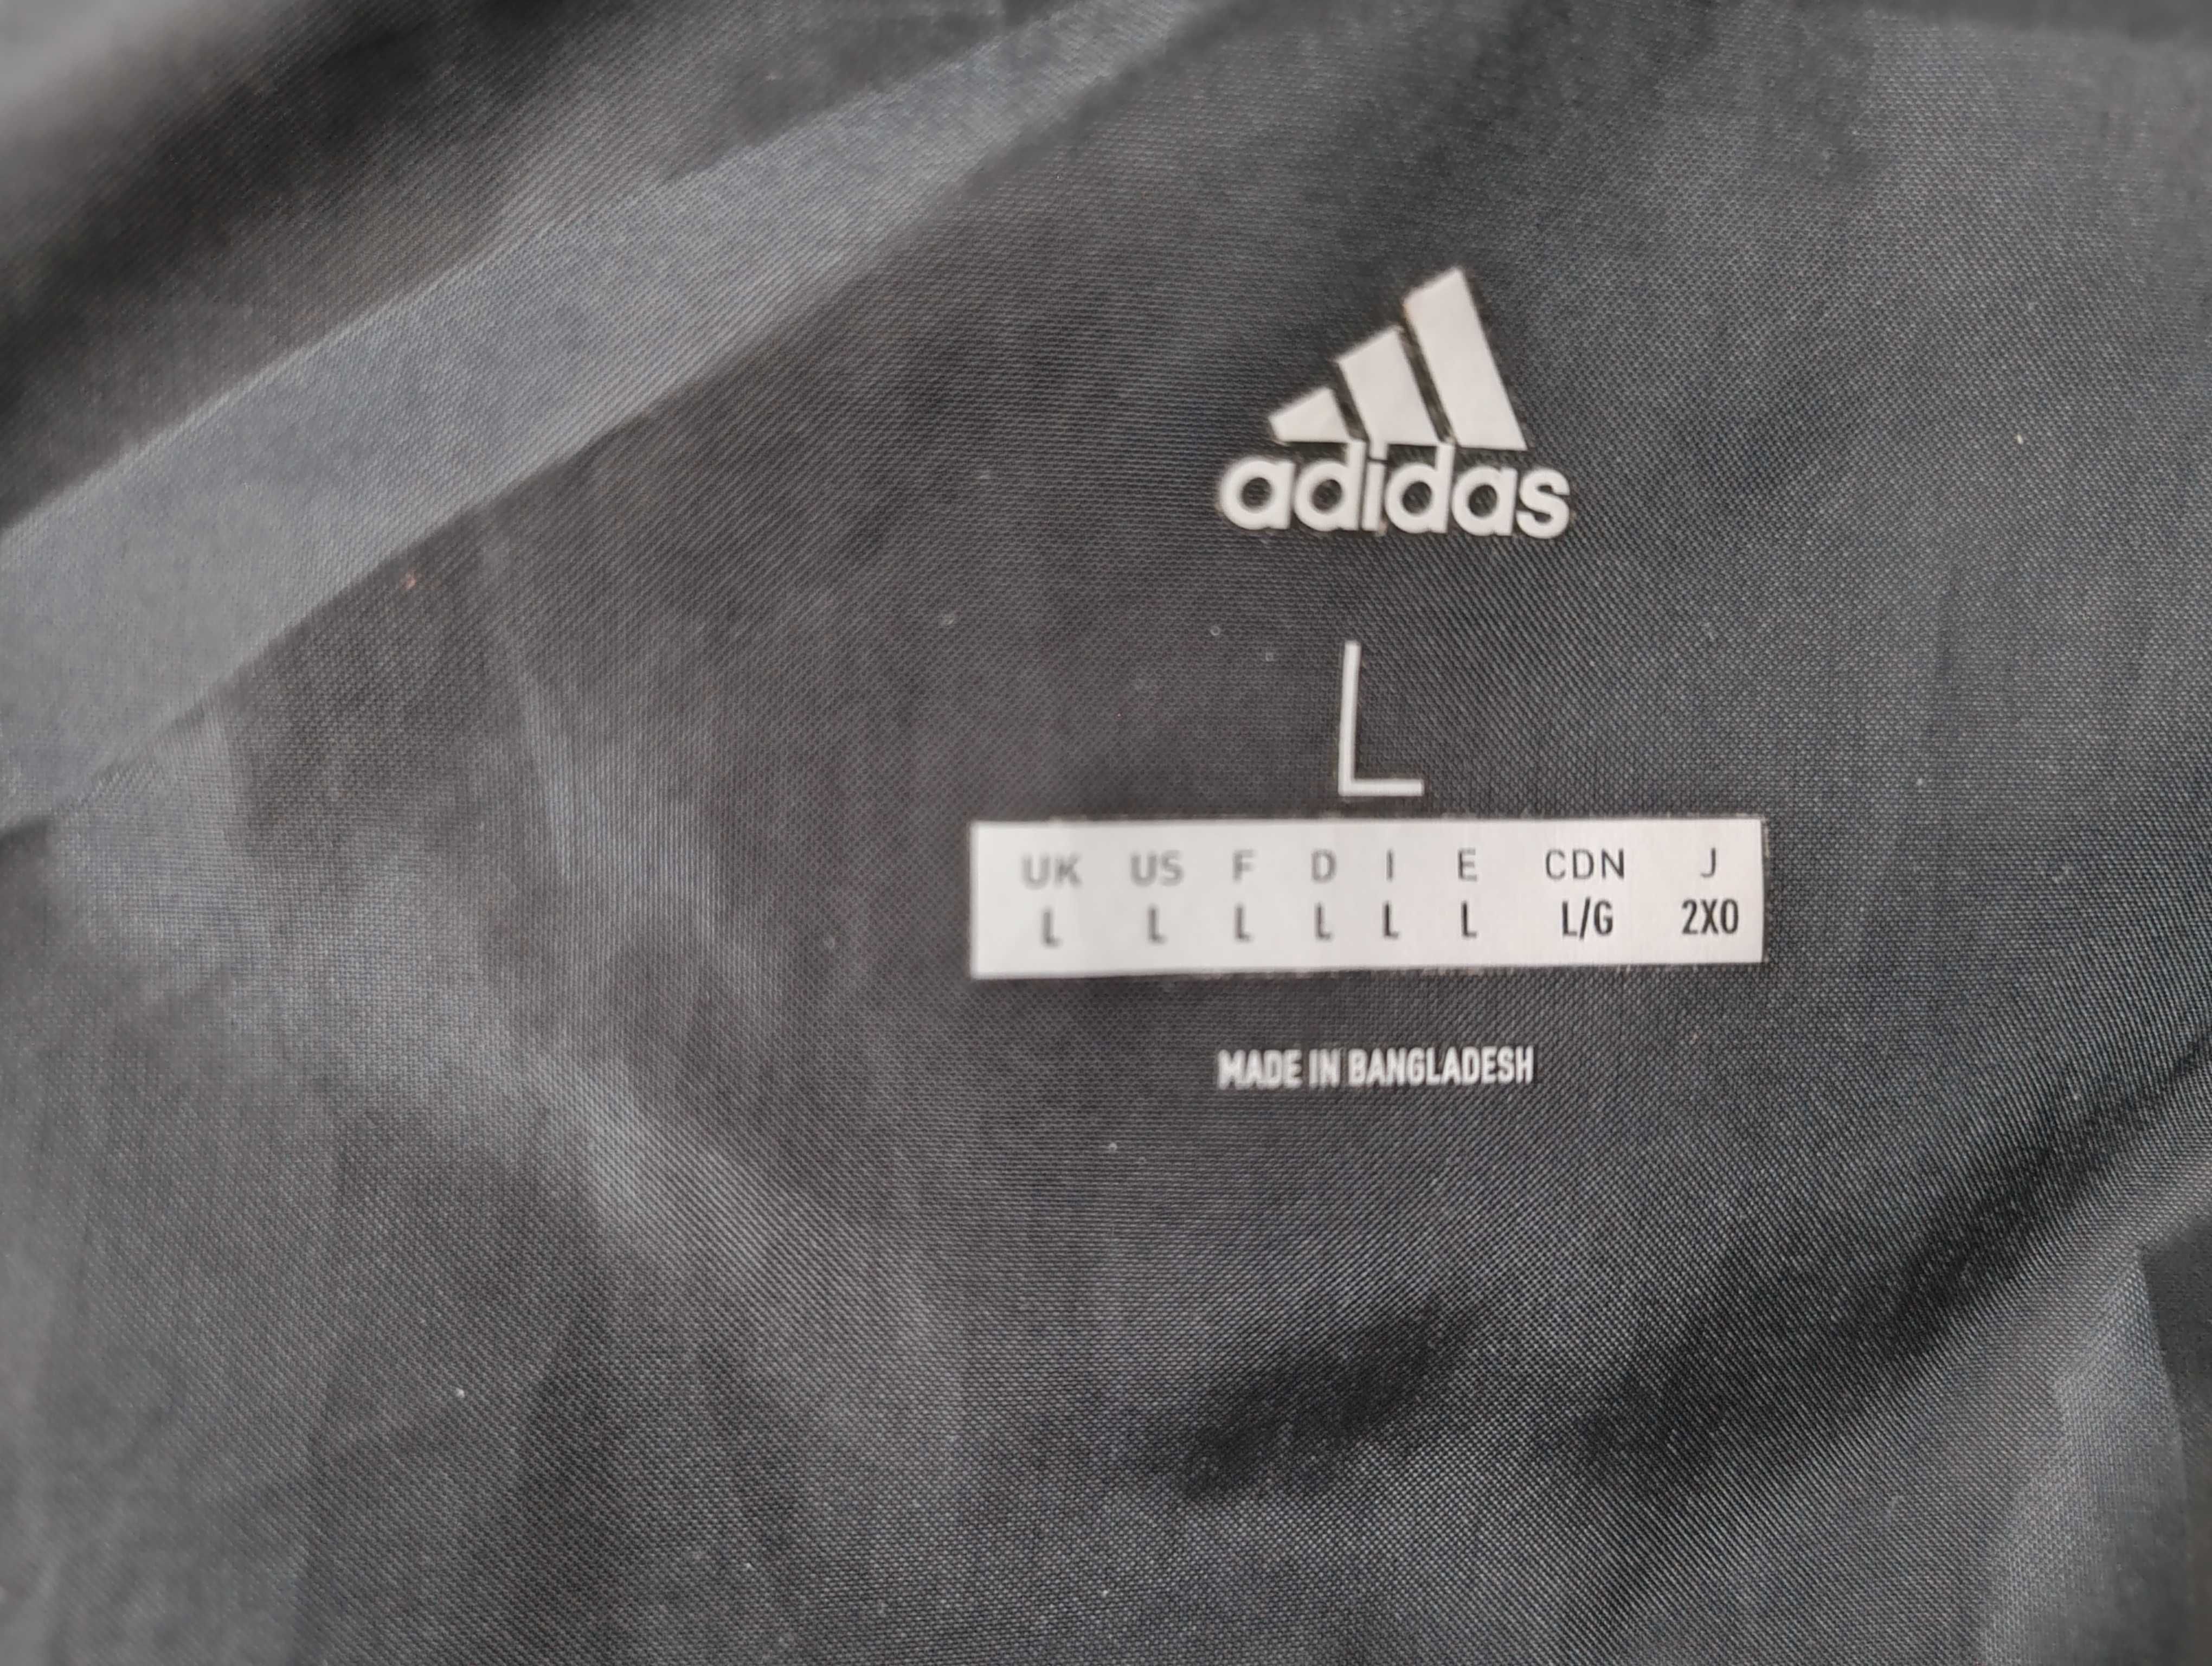 adidas
L
UK US F D I E CDN J
L L L L L L L/G 2XO
MADE IN BANGLADESH